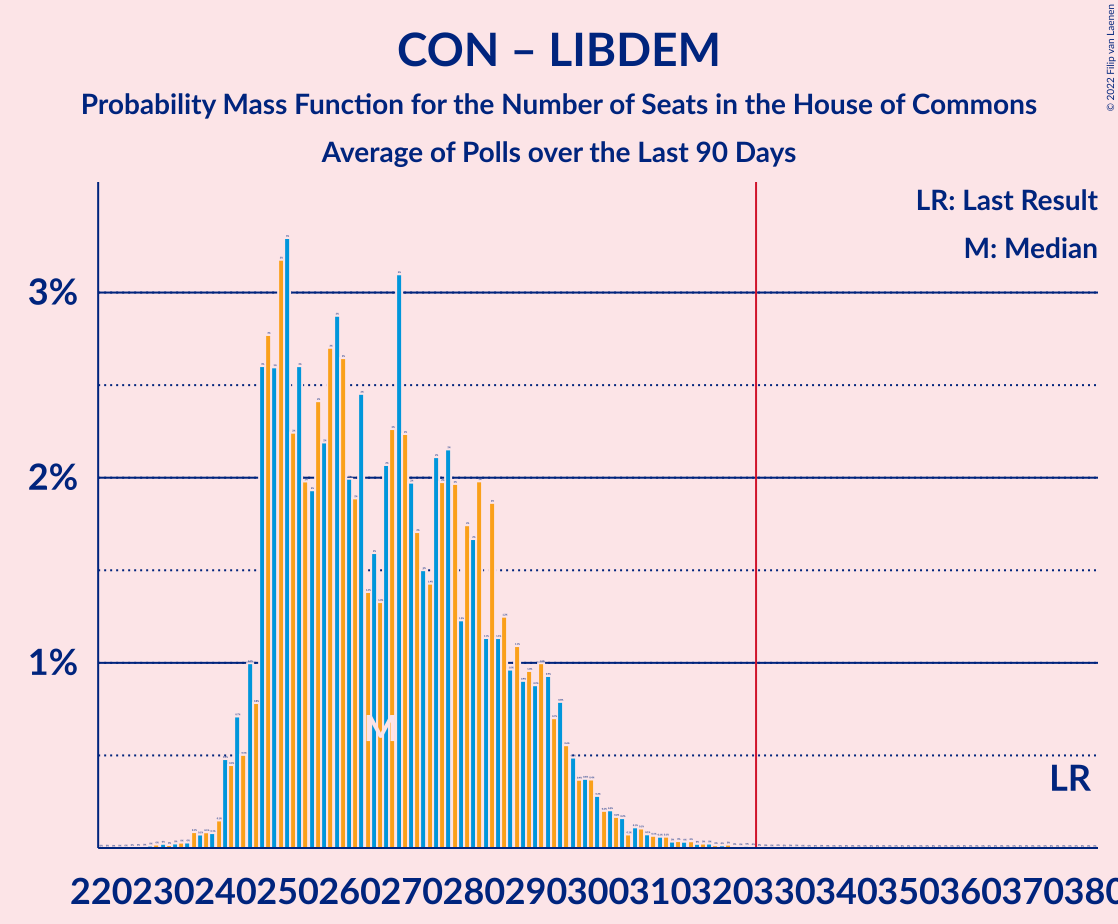 CON – LIBDEM
Probability Mass Function for the Number of Seats in the House of Commons
Average of Polls over the Last 90 Days
© 2022 Filip van Laenen
LR: Last Result
M: Median
3%
2%
1%
M
LR
220230240250260270280290300310320330340350360370380